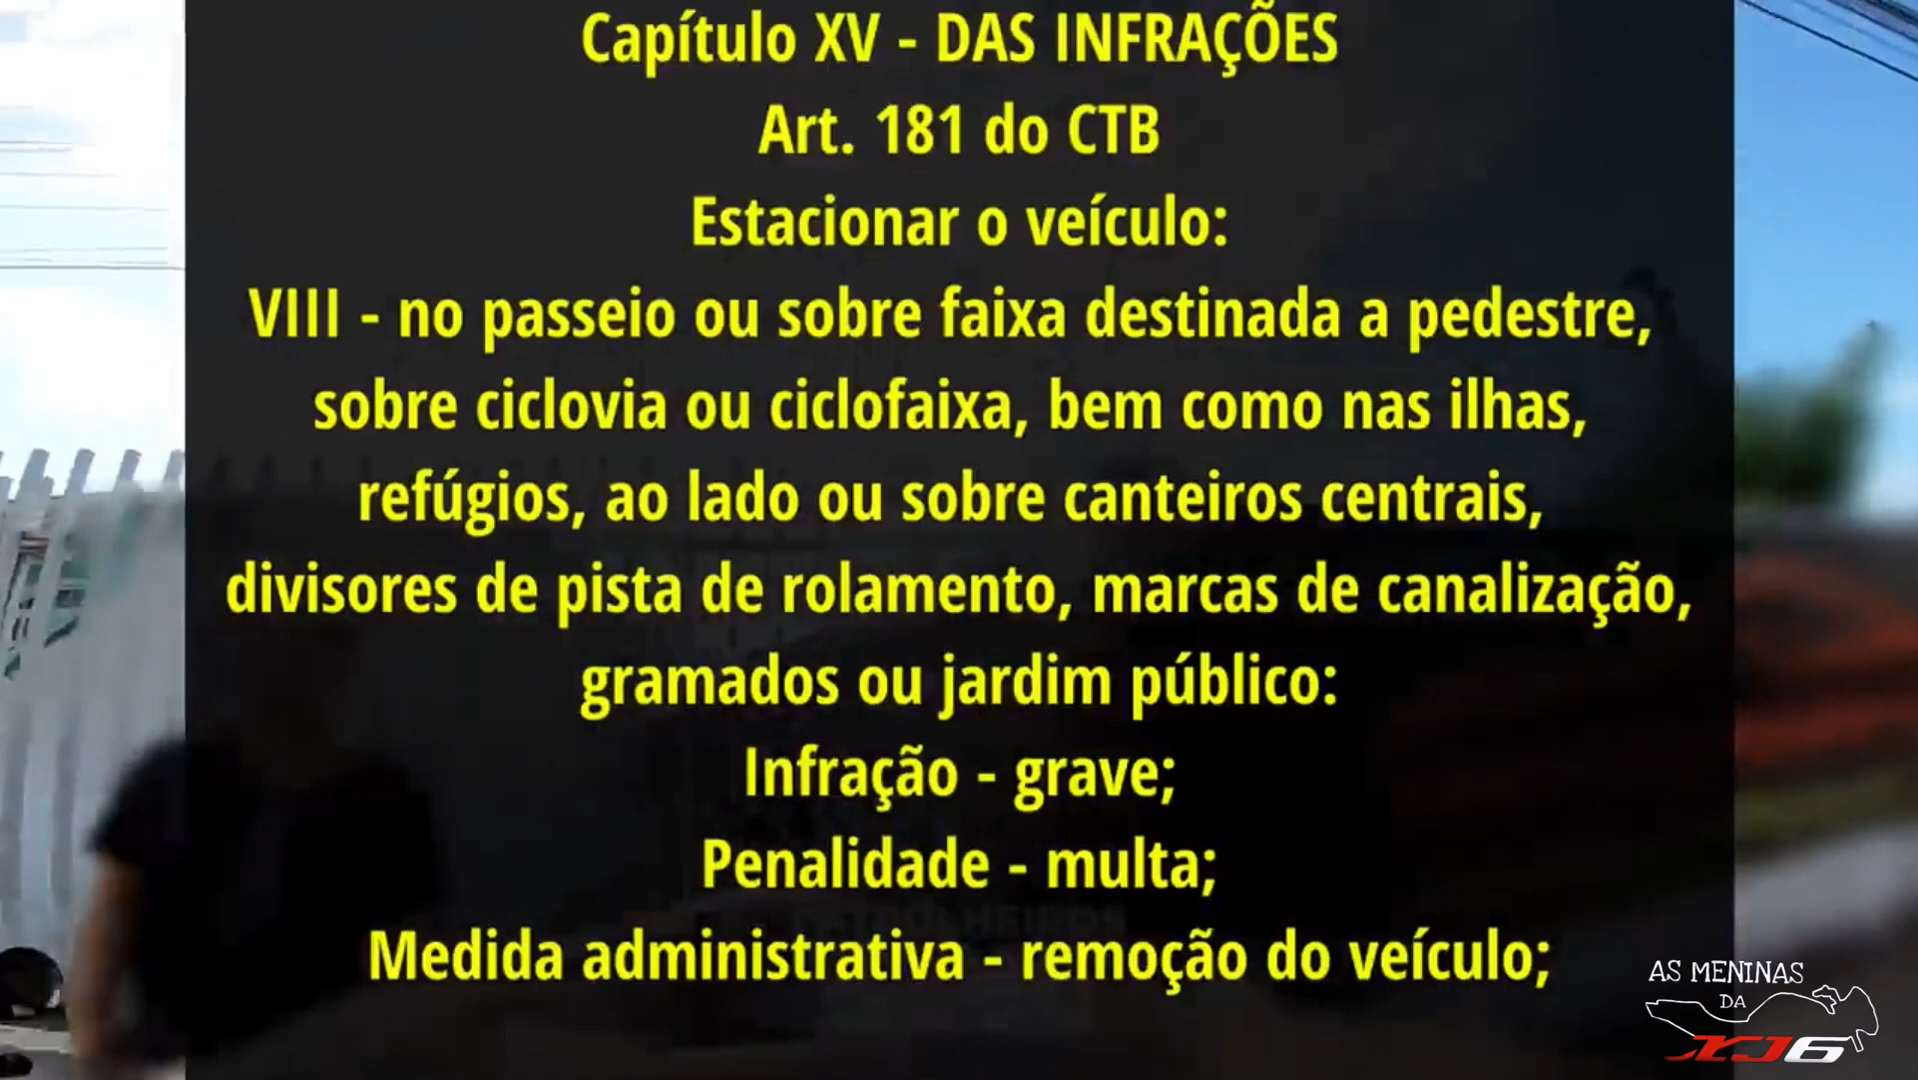 Capítulo XV - DAS INFRAÇÕES
Art. 181 do CTB
Estacionar o veículo:
VIII - no passeio ou sobre faixa destinada a pedestre,
sobre ciclovia ou ciclofaixa, bem como nas ilhas,
refúgios, ao lado ou sobre canteiros centrais,
divisores de pista de rolamento, marcas de canalização,
gramados ou jardim público:
Infração - grave;
Penalidade - multa;
Medida administrativa - remoção do veículo;
AS MENINAS
DA
XJ6